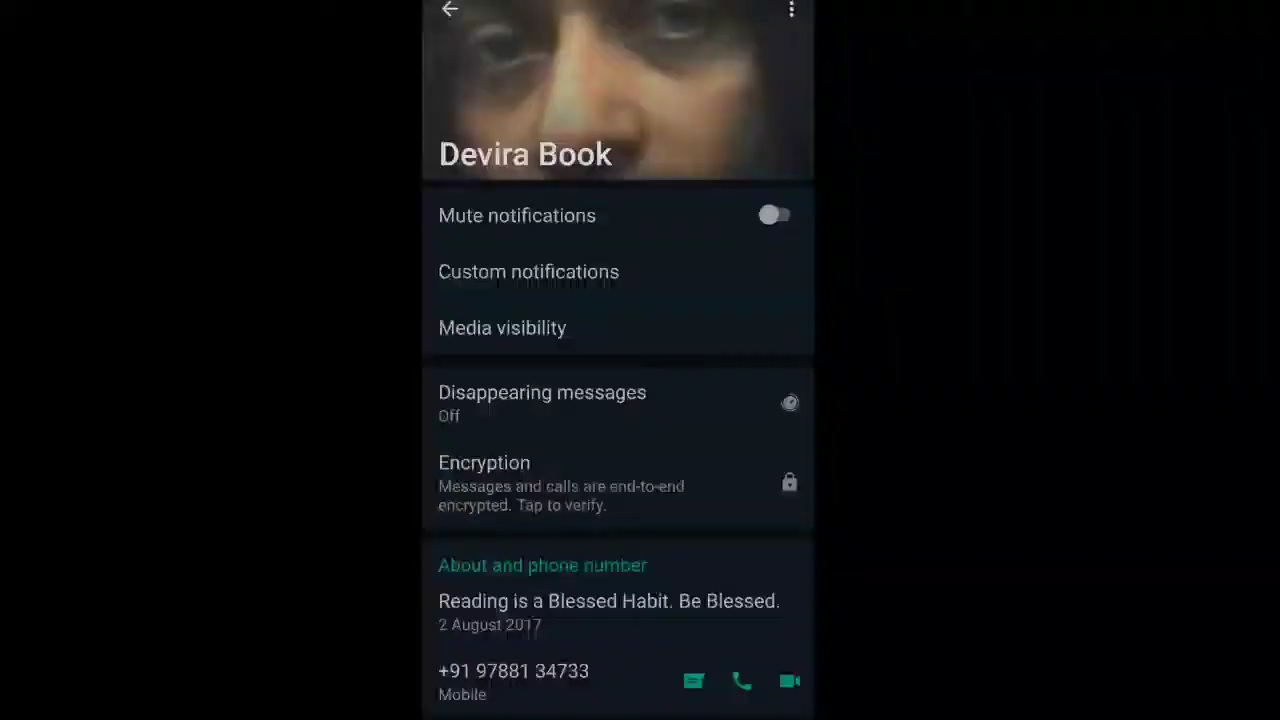 Devira Book
Mute notifications
Custom notifications
Media visibility
Disappearing messages
Off
Encryption
Messages and calls are end-to-end
encrypted. Tap to verify.
About and phone number
Reading is a Blessed Habit. Be Blessed.
2 August 2017
+91 97881 34733
Mobile